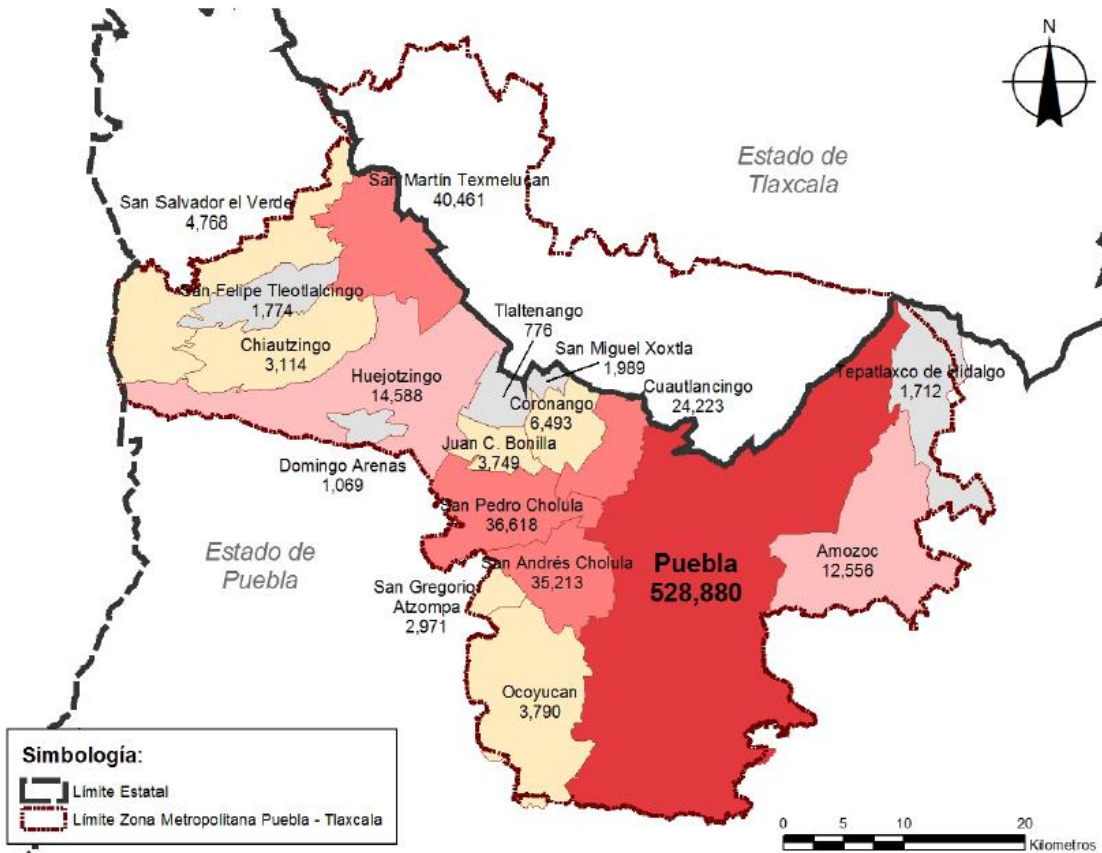 N
Estado de
Tlaxcala
San Martín Texmelucan
40,461
San Salvador el Verde
4,768
San Felipe Tleotlalcingo
1,774
Tlaltenango
776
San Miguel Xoxtla
1,989
Chiautzingo
3,114
Huejotzingo
14,588
Cuautlancingo
24,223
Tepatlaxco de Hidalgo
1,712
Coronango
6,493
Juan C. Bonilla
3,749
Domingo Arenas
1,069
San Pedro Cholula
36,618
Estado de
Puebla
San Andrés Cholula
35,213
Puebla
528,880
Amozoc
12,556
San Gregorio
Atzompa
2,971
Ocoyucan
3,790
Simbología:
Límite Estatal
Límite Zona Metropolitana Puebla - Tlaxcala
0 5 10 20
Kilometros